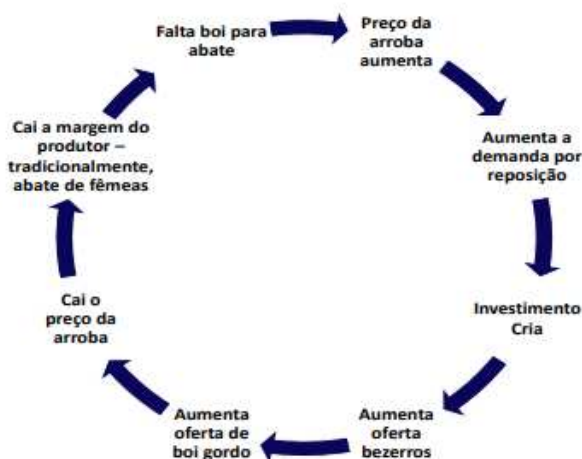 Falta boi para
abate
Preço da
arroba
aumenta
Aumenta a
demanda por
reposição
Investimento
Cria
Aumenta
oferta
bezerros
Aumenta
oferta de
boi gordo
Cai o
preço da
arroba
Cai a margem do
produtor –
tradicionalmente,
abate de fêmeas